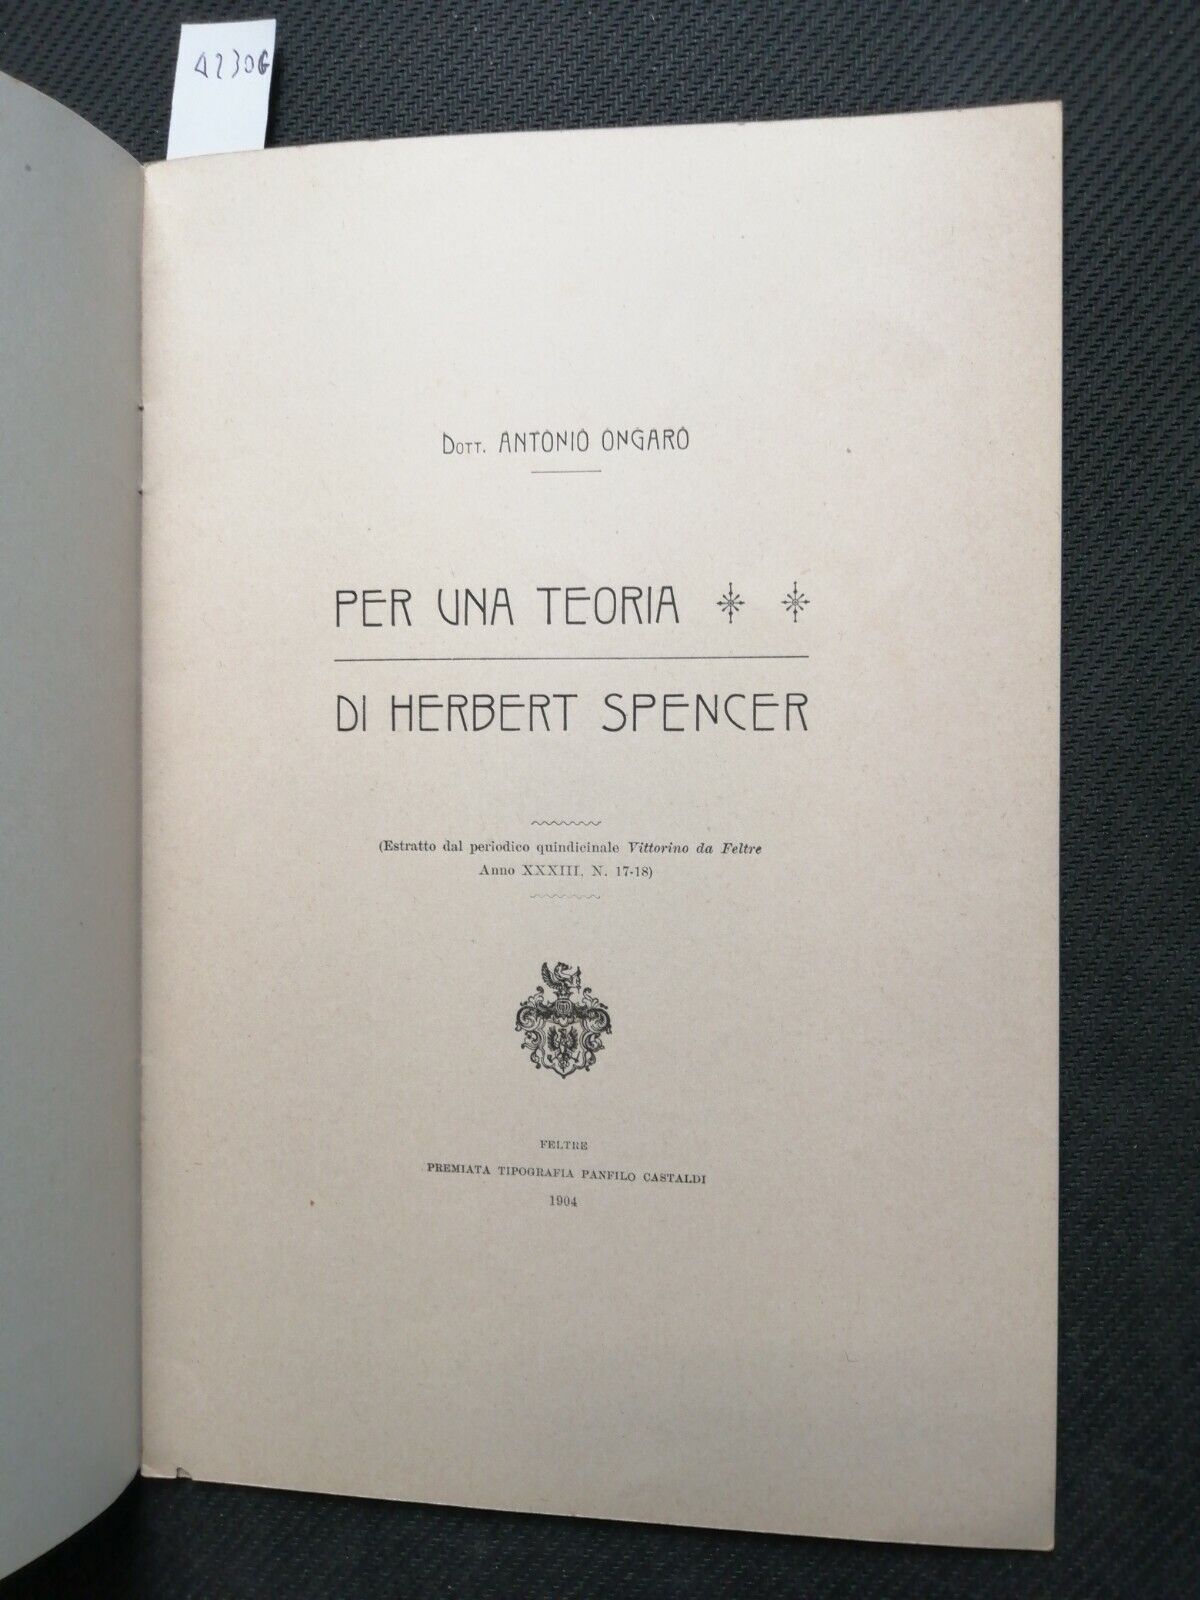 4230G
Dott. ANTONIO ONGARO
PER UNA TEORIA
DI HERBERT SPENCER
(Estratto dal periodico quindicinale Vittorino da Feltre
Anno XXXIII, N. 17-18)
FELTRE
PREMIATA TIPOGRAFIA PANFILO CASTALDI
1904